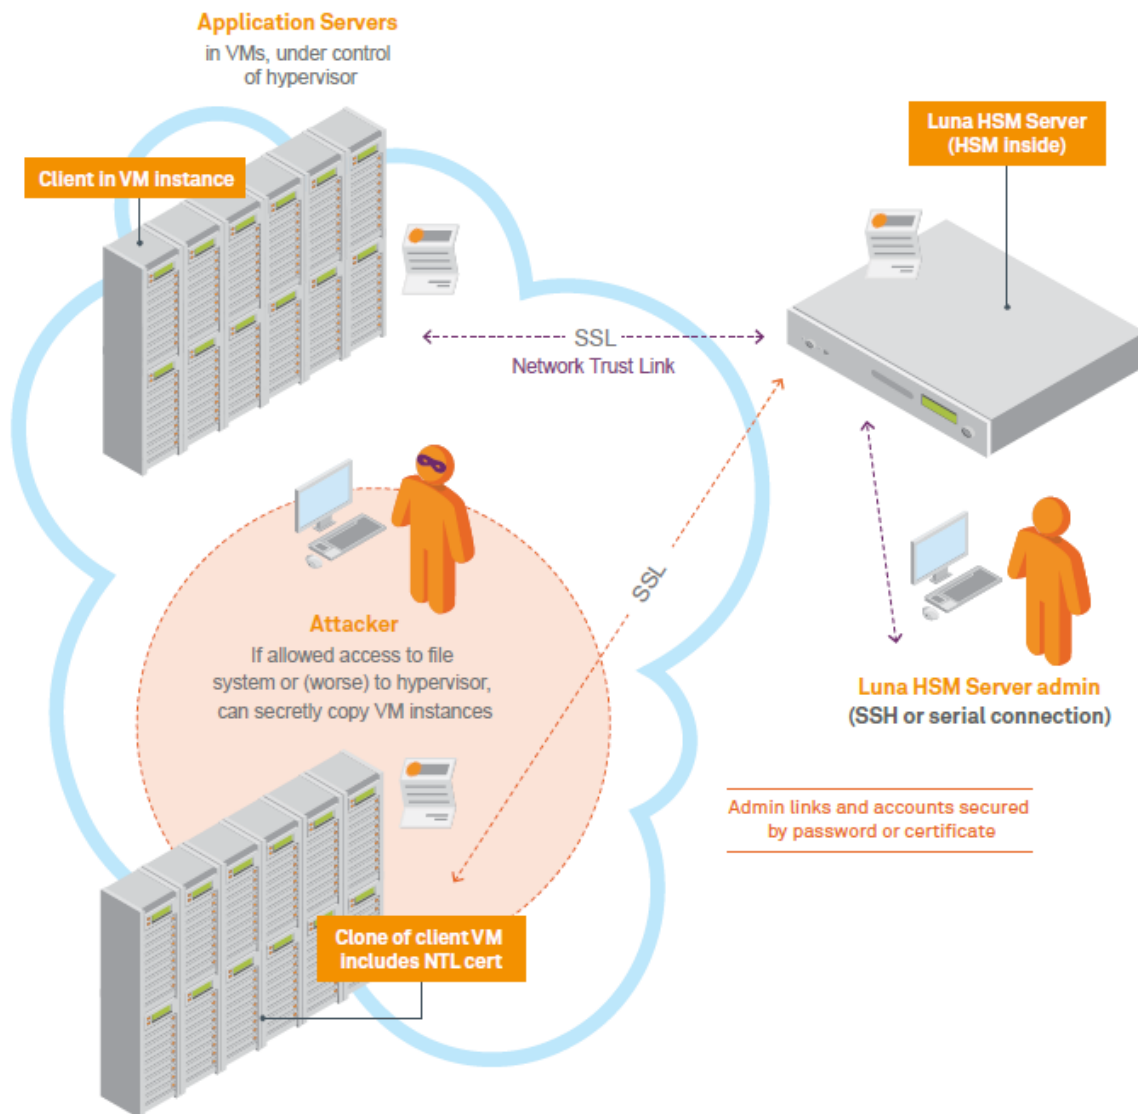 Application Servers
in VMs, under control
of hypervisor
Luna HSM Server
(HSM inside)
Client in VM instance
SSL
Network Trust Link
SSL
Attacker
If allowed access to file
system or (worse) to hypervisor,
can secretly copy VM instances
Luna HSM Server admin
(SSH or serial connection)
Admin links and accounts secured
by password or certificate
Clone of client VM
includes NTL cert